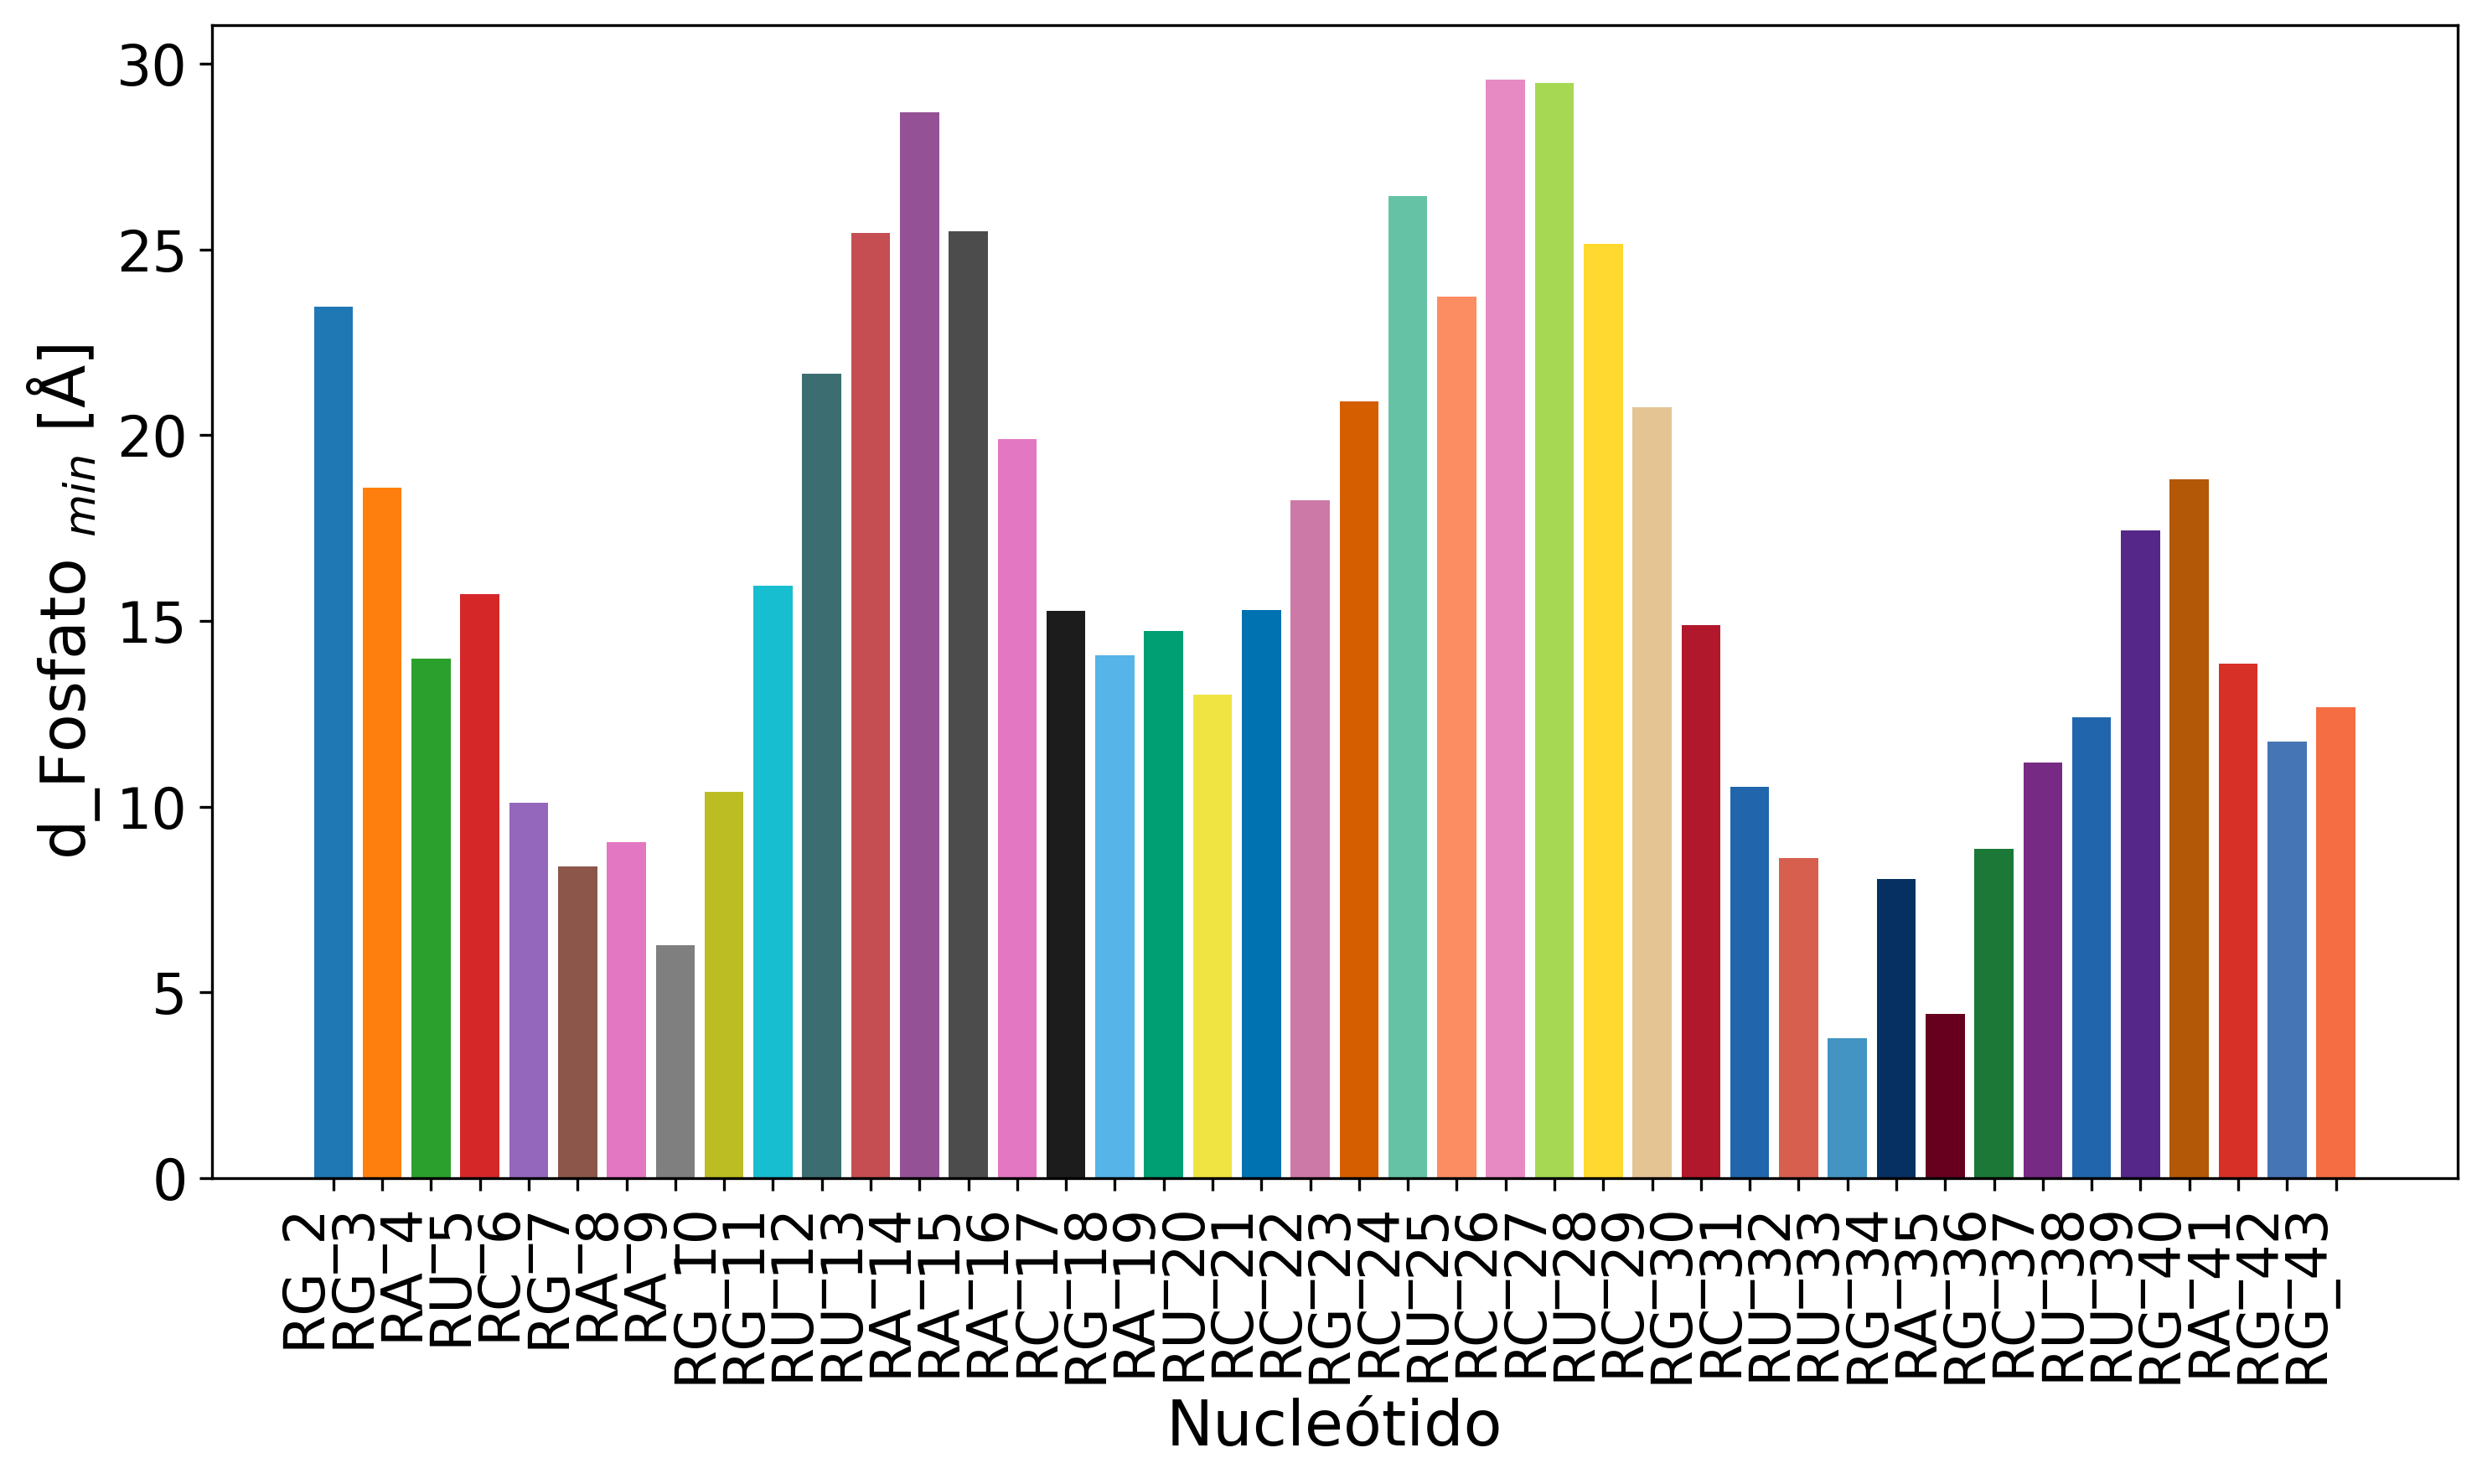 30
25
20
15
10
5
0
d_Fosfato min [Å]
RG_2
RG_3
RA_4
RU_5
RC_6
RG_7
RA_8
RA_9
RG_10
RG_11
RU_12
RU_13
RA_14
RA_15
RA_16
RC_17
RG_18
RA_19
RU_20
RC_21
RC_22
RG_23
RC_24
RU_25
RC_26
RC_27
RU_28
RC_29
RG_30
RC_31
RU_32
RU_33
RG_34
RA_35
RG_36
RC_37
RU_38
RU_39
RG_40
RA_41
RG_42
RG_43
Nucleótido